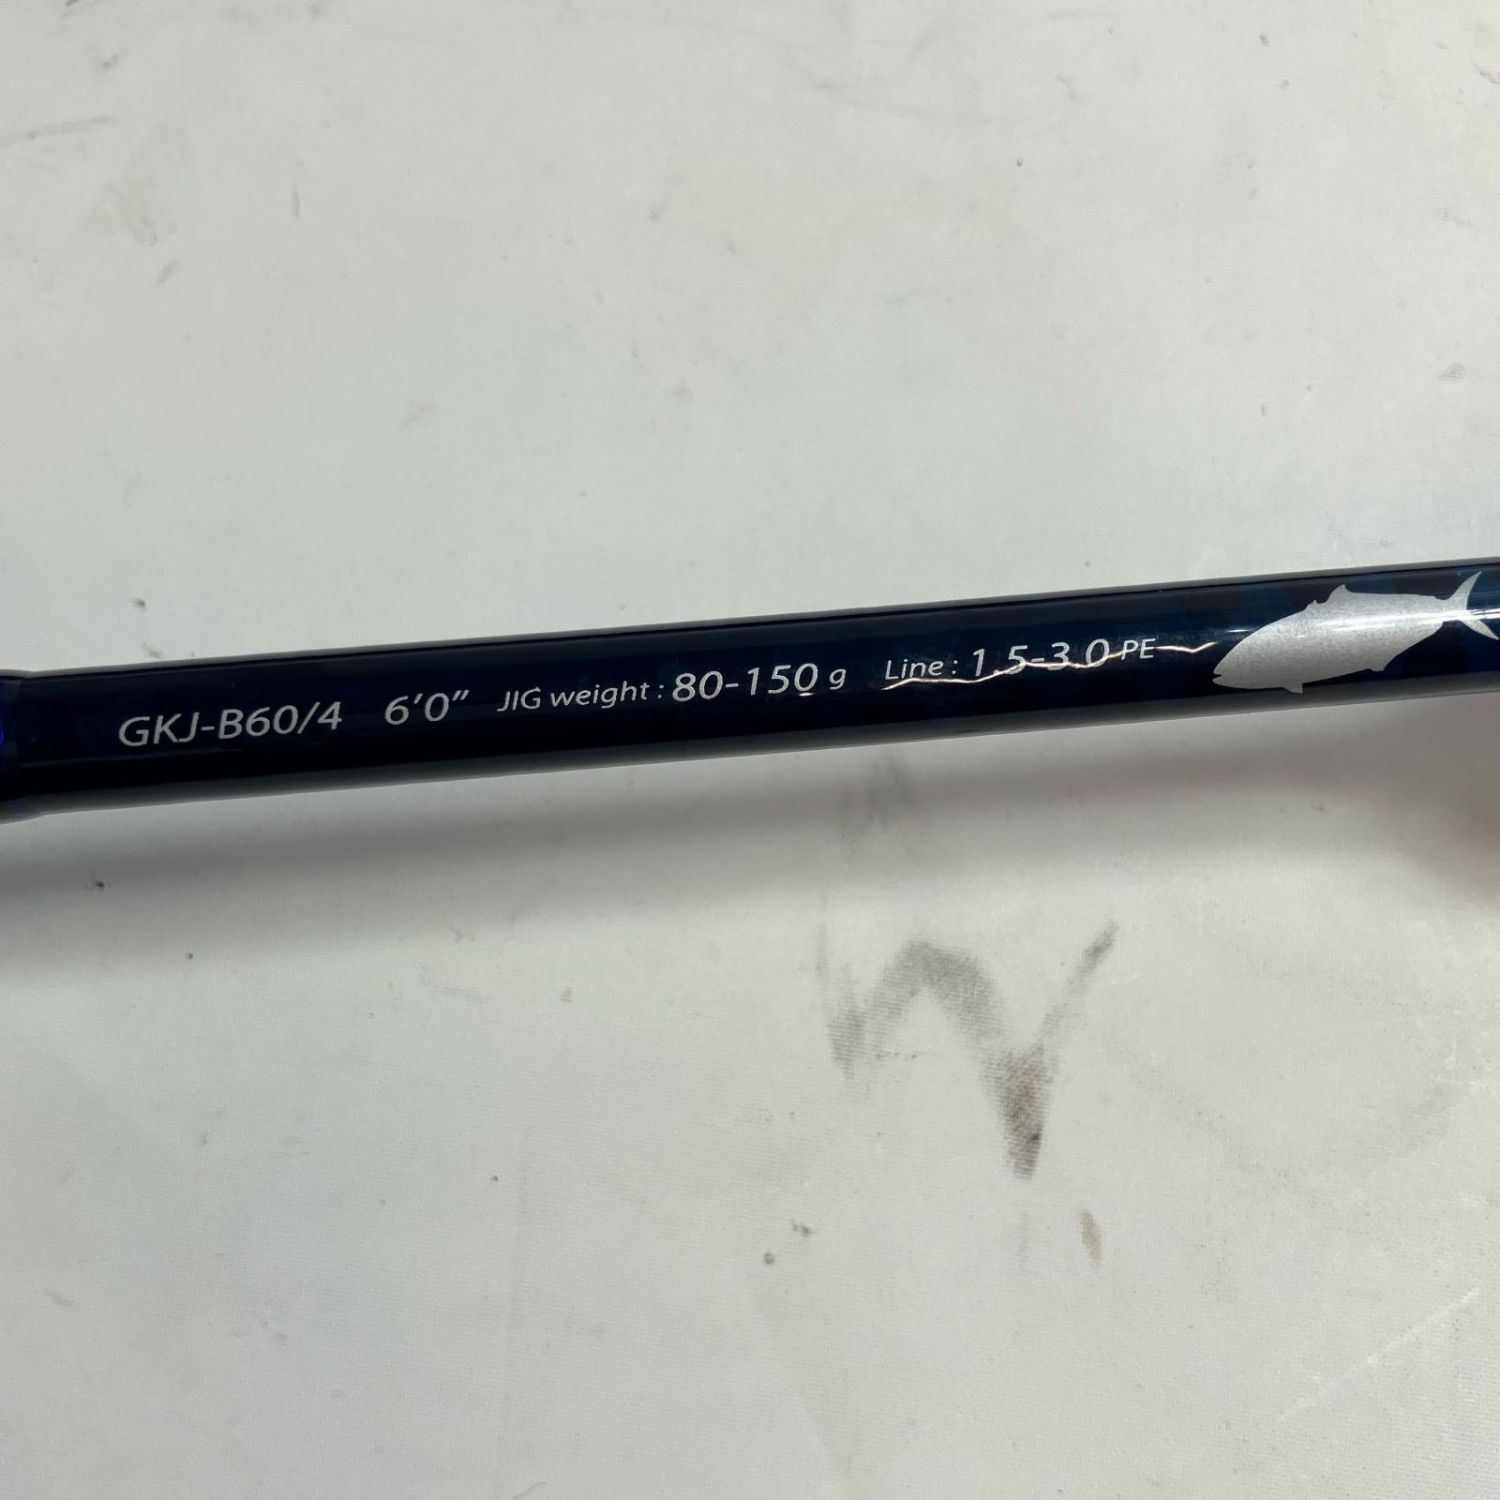 GKJ-B60/4 6'0" JIG weight : 80-150 g Line : 1.5-3.0 PE